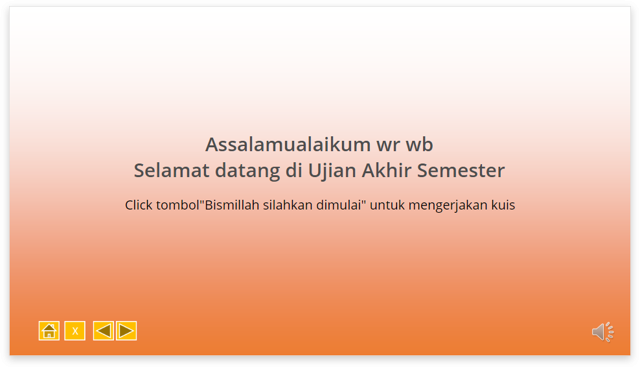 Assalamualaikum wr wb
Selamat datang di Ujian Akhir Semester
Click tombol"Bismillah silahkan dimulai" untuk mengerjakan kuis
X